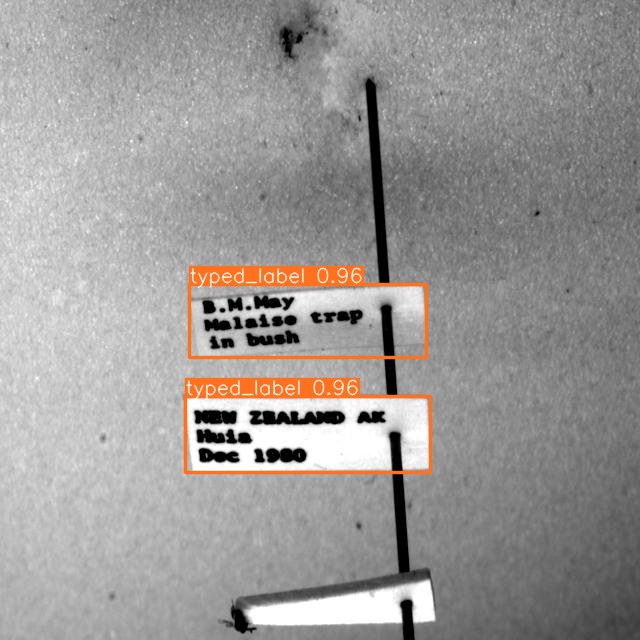 typed_label 0.96
B.M.May
Malaise trap
in bush
typed_label 0.96
NEW ZEALAND AK
Huia
Dec 1980